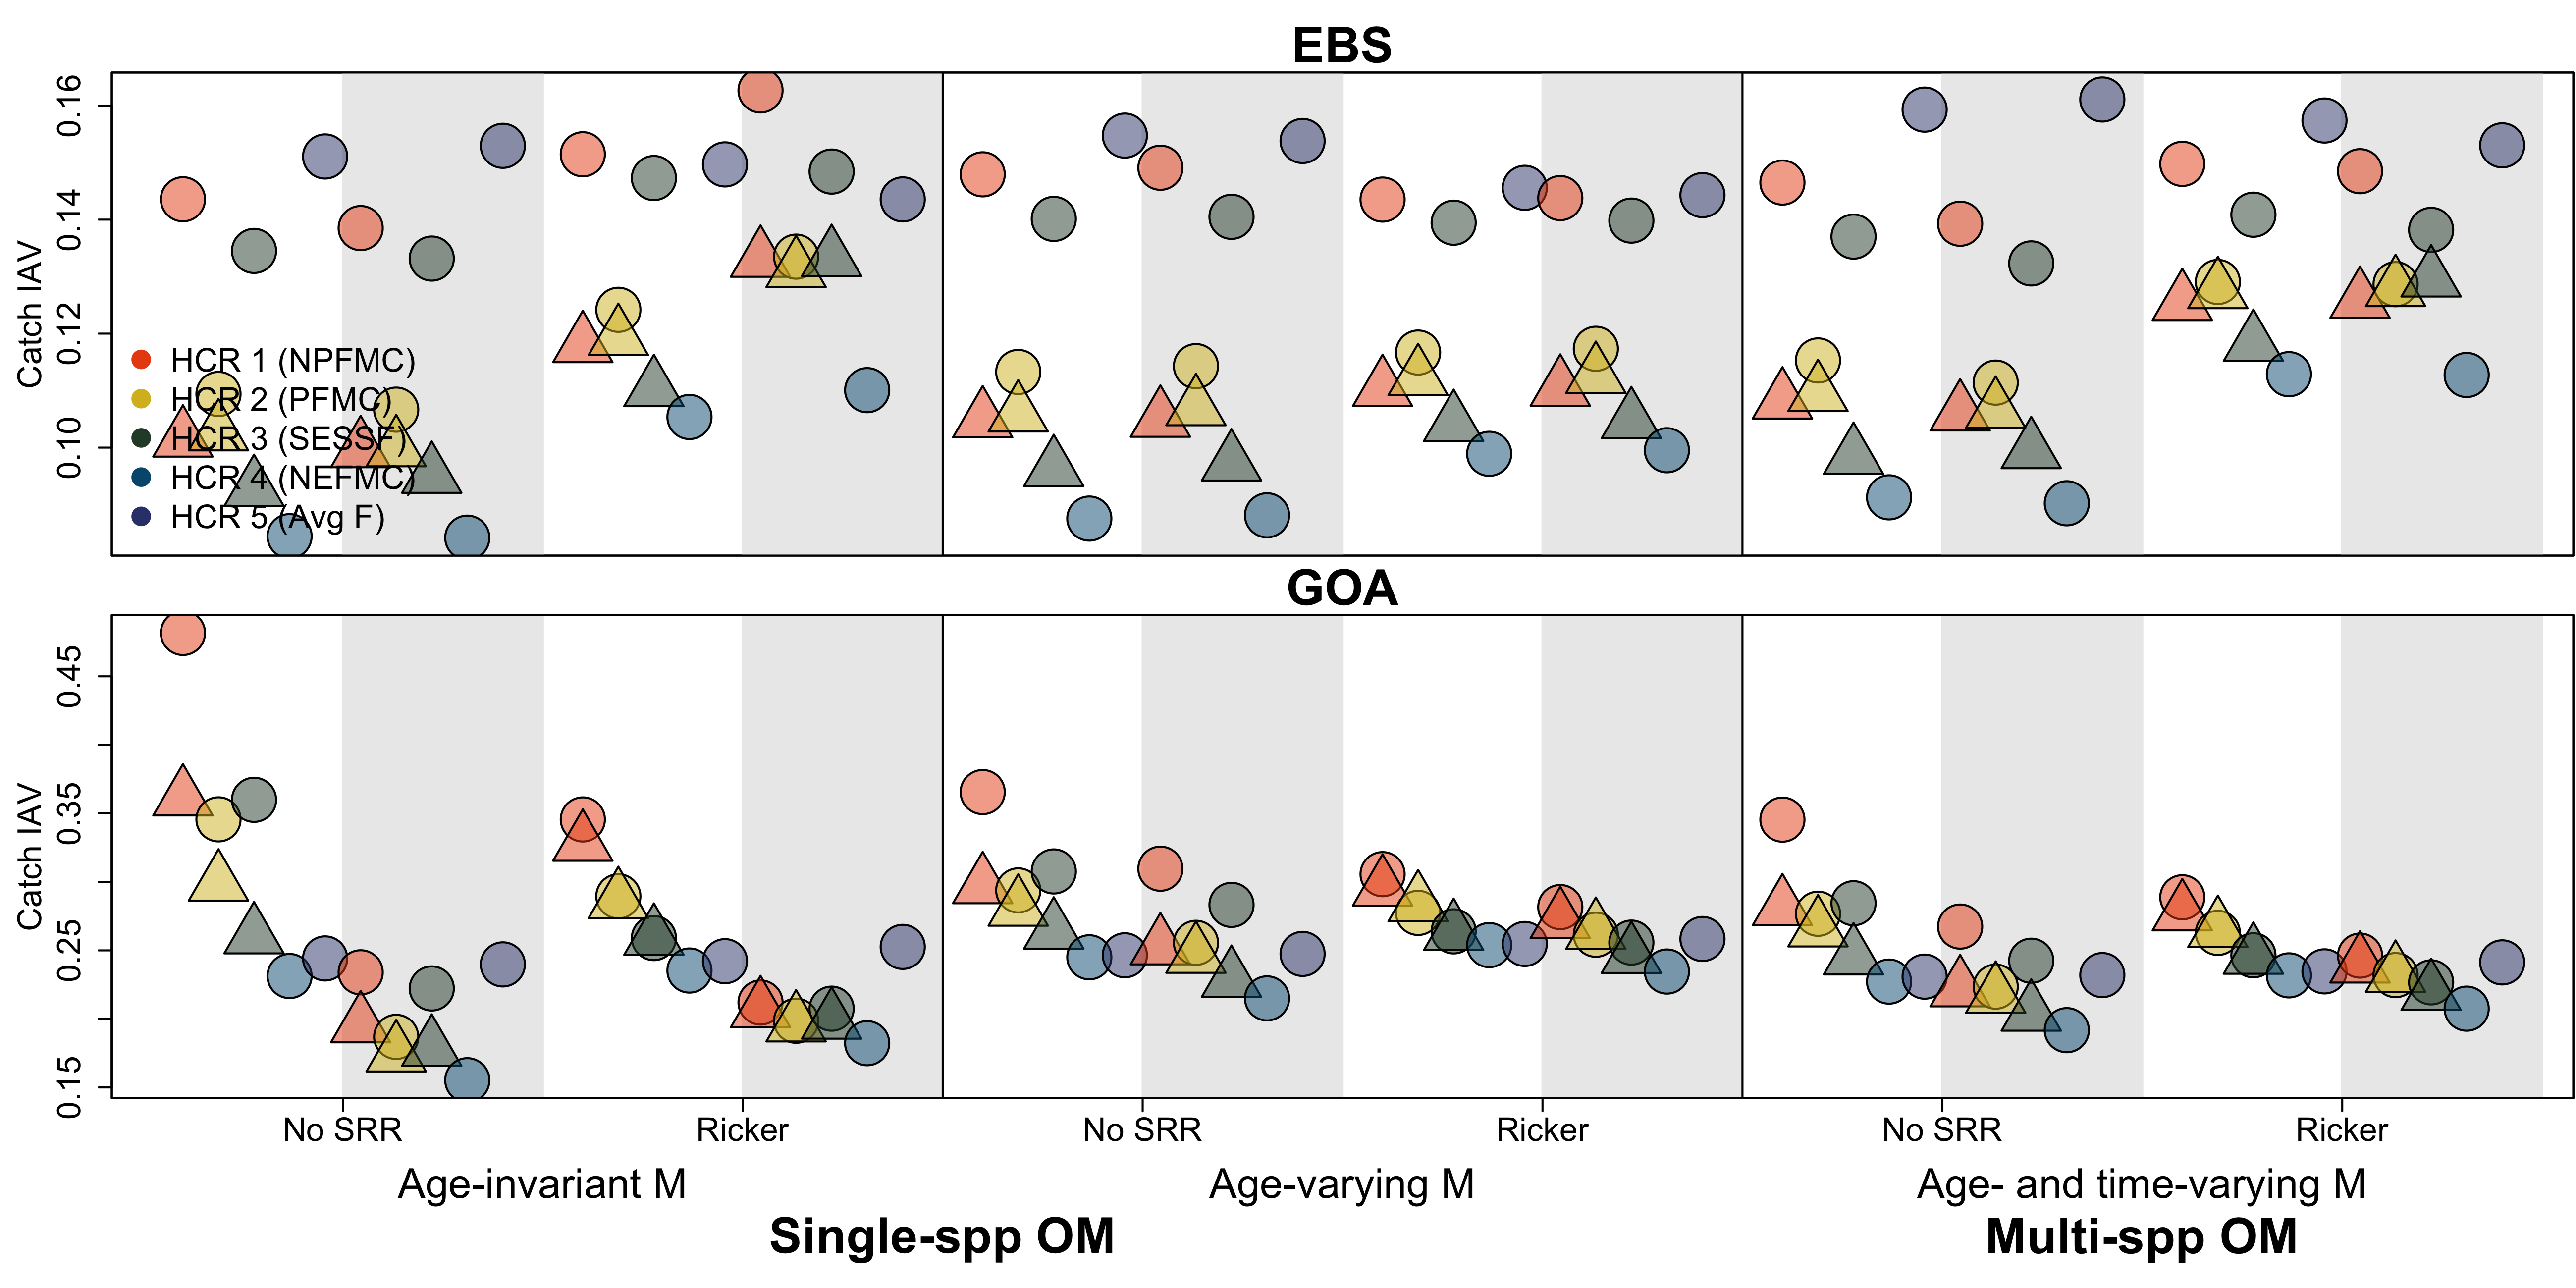 EBS
Catch IAV
0.16
0.14
0.12
0.10
HCR 1 (NPFMC)
HCR 2 (PFMC)
HCR 3 (SESSF)
HCR 4 (NEFMC)
HCR 5 (Avg F)
GOA
Catch IAV
0.45
0.35
0.25
0.15
No SRR Ricker No SRR Ricker No SRR Ricker
Age-invariant M Age-varying M Age- and time-varying M
Single-spp OM Multi-spp OM